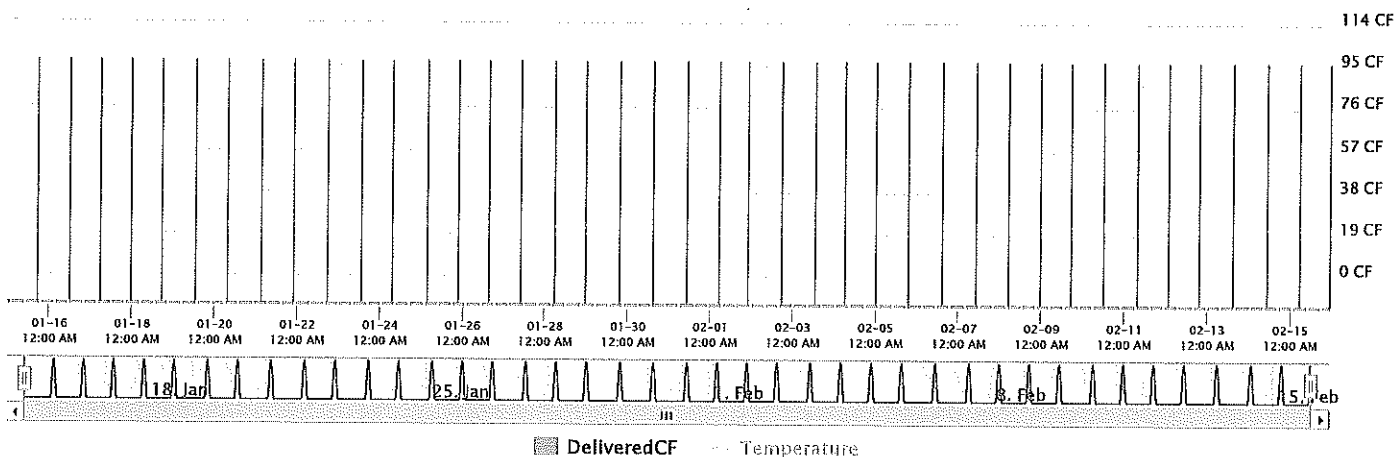 114 CF
95 CF
76 CF
57 CF
38 CF
19 CF
0 CF
01-16 01-18 01-20 01-22 01-24 01-26 01-28 01-30 02-01 02-03 02-05 02-07 02-09 02-11 02-13 02-15
12:00 AM 12:00 AM 12:00 AM 12:00 AM 12:00 AM 12:00 AM 12:00 AM 12:00 AM 12:00 AM 12:00 AM 12:00 AM 12:00 AM 12:00 AM 12:00 AM 12:00 AM 12:00 AM
18. Jan 25. Jan . Feb 8. Feb 5. Feb
DeliveredCF Temperature